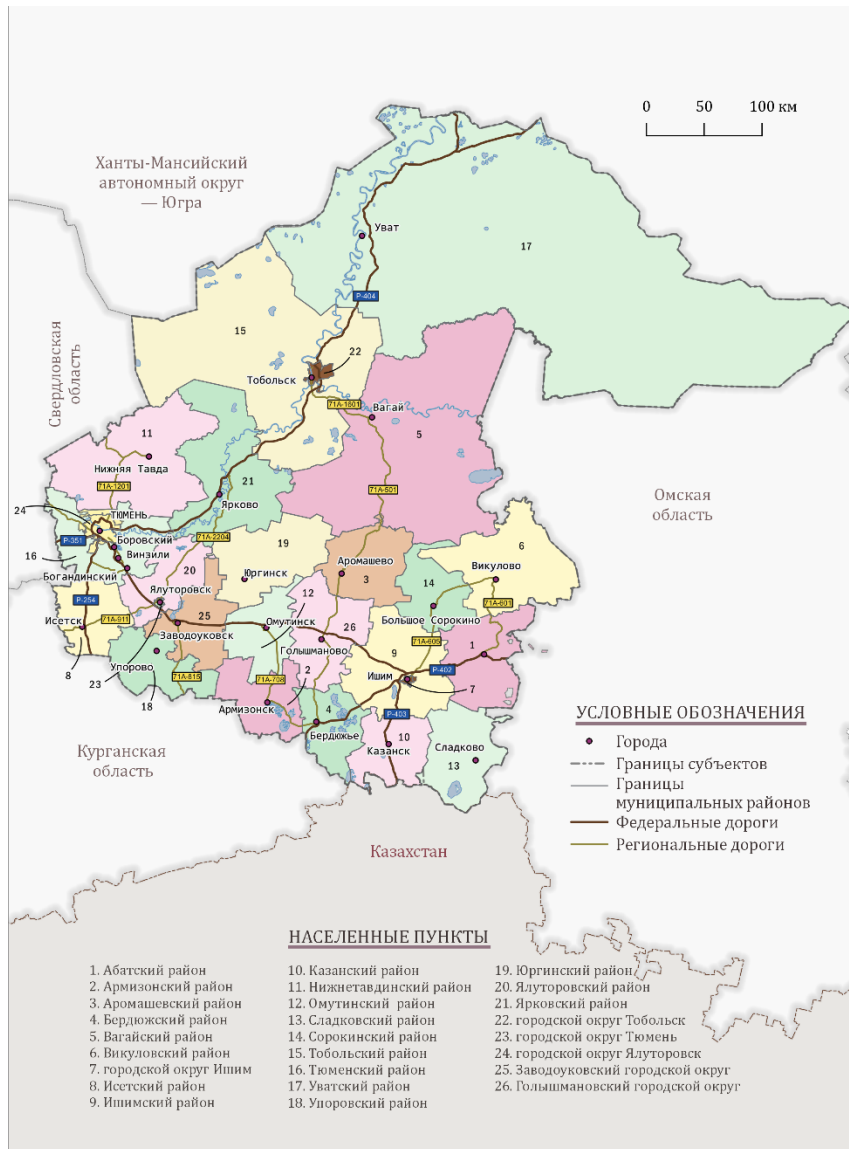 0 50 100 км
Ханты-Мансийский
автономный округ
— Югра
Уват
17
Р-404
15
22
Свердловская
область
Тобольск
71А-1601
Вагай
11
5
Нижняя Тавда
71А-1201
71А-501
21
Ярково
24
ТЮМЕНЬ
Омская
область
Р-351
Боровский
71А-2204
19
6
16
Винзили
Аромашево
Викулово
Богандинский
20
Юргинск
3
14
Ялуторовск
12
Р-254
71А-601
71А-911
25
Омутинск
Большое Сорокино
Исетск
Заводоуковск
26
71А-605
Голышманово
1
Упорово
9
Р-402
8
23
71А-815
71А-708
2
Ишим
7
18
Армизонск
4
Р-403
Бердюжье
10
Казанск
Сладково
13
Курганская
область
Казахстан
УСЛОВНЫЕ ОБОЗНАЧЕНИЯ
Города
Границы субъектов
Границы
муниципальных районов
Федеральные дороги
Региональные дороги
НАСЕЛЕННЫЕ ПУНКТЫ
1. Абатский район
2. Армизонский район
3. Аромашевский район
4. Бердюжский район
5. Вагайский район
6. Викуловский район
7. городской округ Ишим
8. Исетский район
9. Ишимский район
10. Казанский район
11. Нижнетавдинский район
12. Омутинский район
13. Сладковский район
14. Сорокинский район
15. Тобольский район
16. Тюменский район
17. Уватский район
18. Упоровский район
19. Юргинский район
20. Ялуторовский район
21. Ярковский район
22. городской округ Тобольск
23. городской округ Тюмень
24. городской округ Ялуторовск
25. Заводоуковский городской округ
26. Голышмановский городской округ